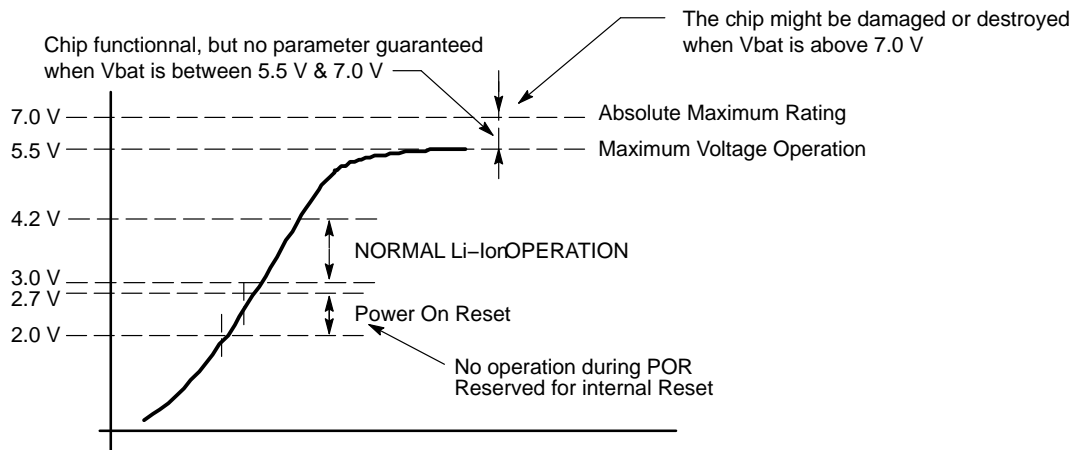 The chip might be damaged or destroyed
when Vbat is above 7.0 V
Chip functionnal, but no parameter guaranteed
when Vbat is between 5.5 V & 7.0 V
7.0 V
Absolute Maximum Rating
5.5 V
Maximum Voltage Operation
4.2 V
NORMAL Li–IonOPERATION
3.0 V
2.7 V
Power On Reset
2.0 V
No operation during POR
Reserved for internal Reset